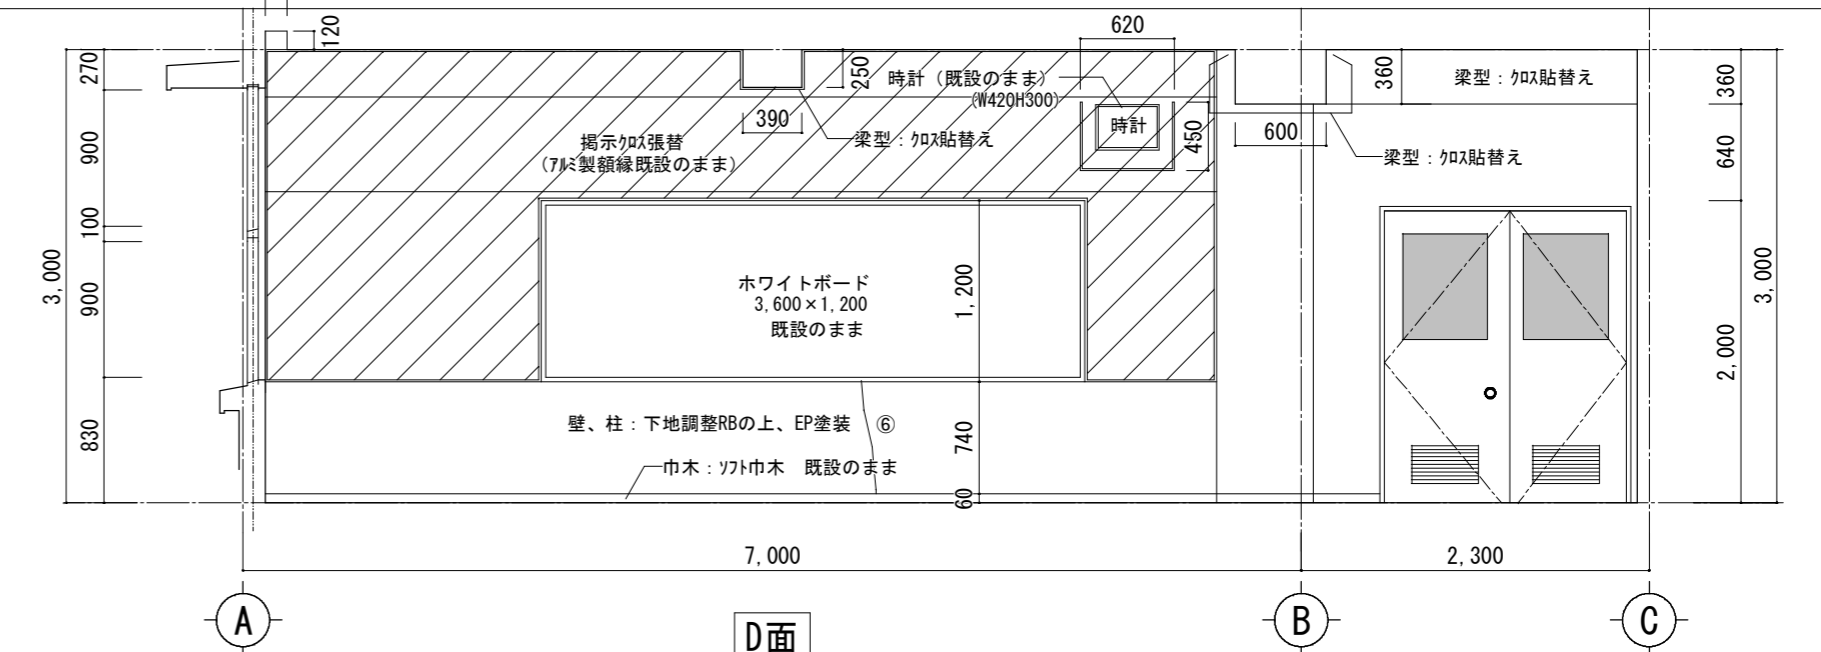 120
620
270
250
時計（既設のまま）
(W420H300)
360
梁型：ｸﾛｽ貼替え
360
390
時計
450
600
900
掲示ｸﾛｽ張替
(ｱﾙﾐ製額縁既設のまま)
梁型：ｸﾛｽ貼替え
梁型：ｸﾛｽ貼替え
640
100
3,000
900
ホワイトボード
3,600×1,200
既設のまま
1,200
3,000
2,000
830
壁、柱：下地調整RBの上、EP塗装 ⑥
740
巾木：ｿﾌﾄ巾木 既設のまま
60
7,000
2,300
A
B
C
D面